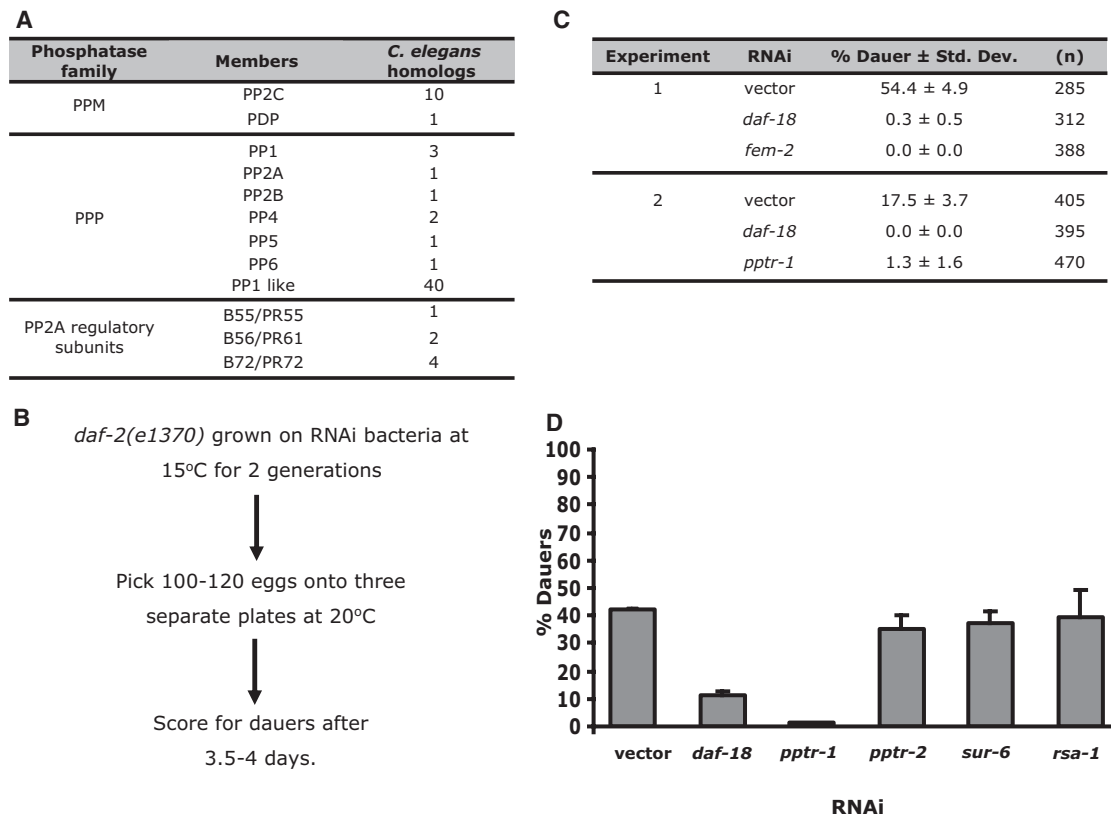 A
Phosphatase family Members C. elegans homologs
PPM PP2C 10
PDP 1
PPP PP1 3
PP2A 1
PP2B 1
PP4 2
PP5 1
PP6 1
PP1 like 40
PP2A regulatory subunits B55/PR55 1
B56/PR61 2
B72/PR72 4
B
daf-2(e1370) grown on RNAi bacteria at
15°C for 2 generations
Pick 100-120 eggs onto three
separate plates at 20°C
Score for dauers after
3.5-4 days.
C
Experiment RNAi % Dauer ± Std. Dev. (n)
1 vector 54.4 ± 4.9 285
daf-18 0.3 ± 0.5 312
fem-2 0.0 ± 0.0 388
2 vector 17.5 ± 3.7 405
daf-18 0.0 ± 0.0 395
pptr-1 1.3 ± 1.6 470
D
% Dauers
100
90
80
70
60
50
40
30
20
10
0
vector daf-18 pptr-1 pptr-2 sur-6 rsa-1
RNAi